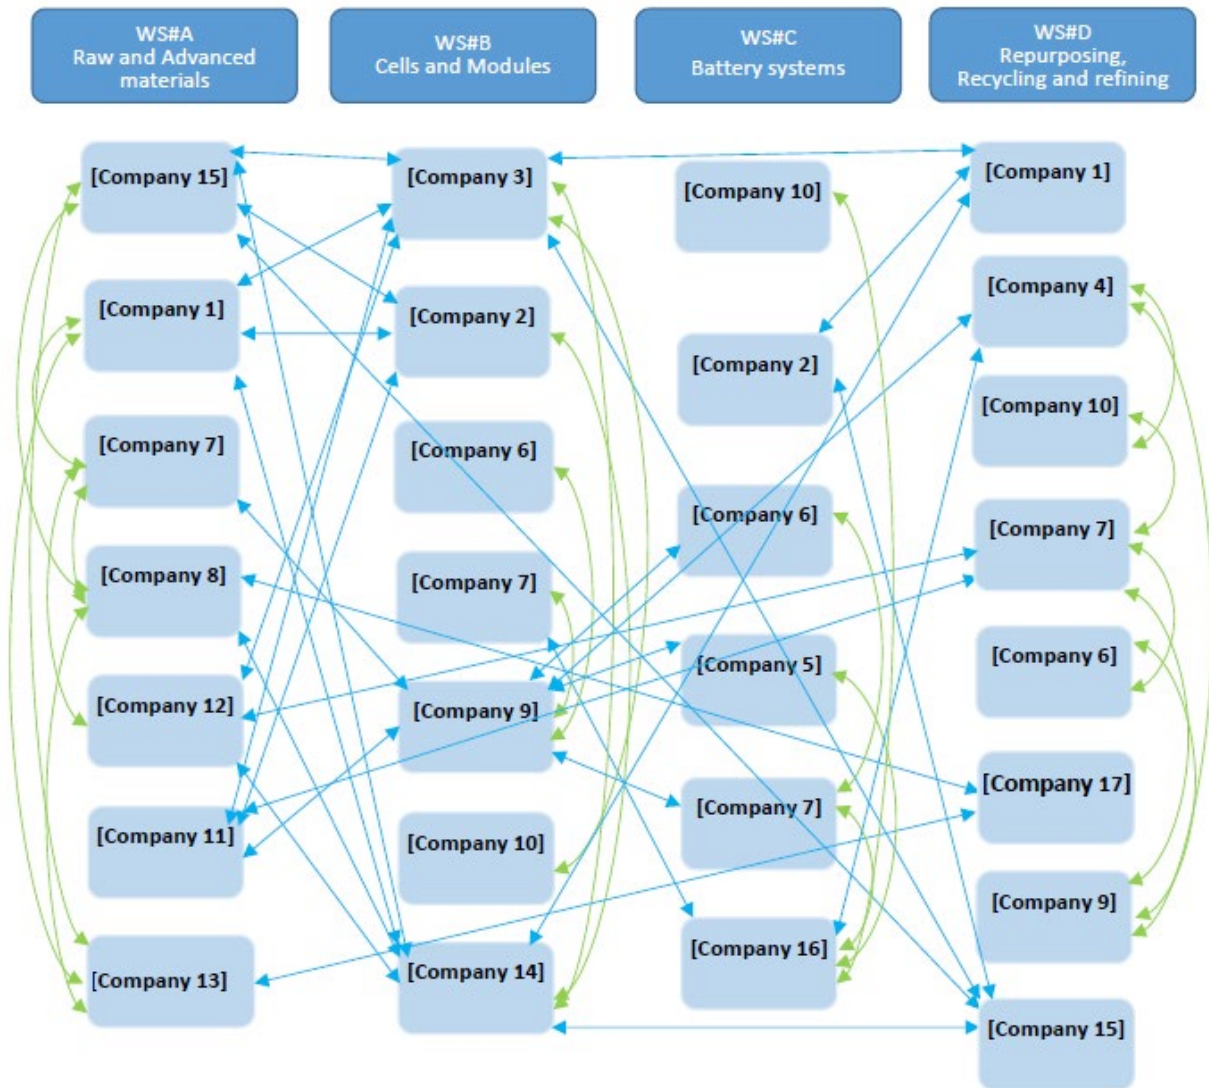 WS#A
Raw and Advanced
materials
WS#B
Cells and Modules
WS#C
Battery systems
WS#D
Repurposing,
Recycling and refining
[Company 15]
[Company 1]
[Company 7]
[Company 8]
[Company 12]
[Company 11]
[Company 13]
[Company 3]
[Company 2]
[Company 6]
[Company 7]
[Company 9]
[Company 10]
[Company 14]
[Company 10]
[Company 2]
[Company 6]
[Company 5]
[Company 7]
[Company 16]
[Company 1]
[Company 4]
[Company 10]
[Company 7]
[Company 6]
[Company 17]
[Company 9]
[Company 15]